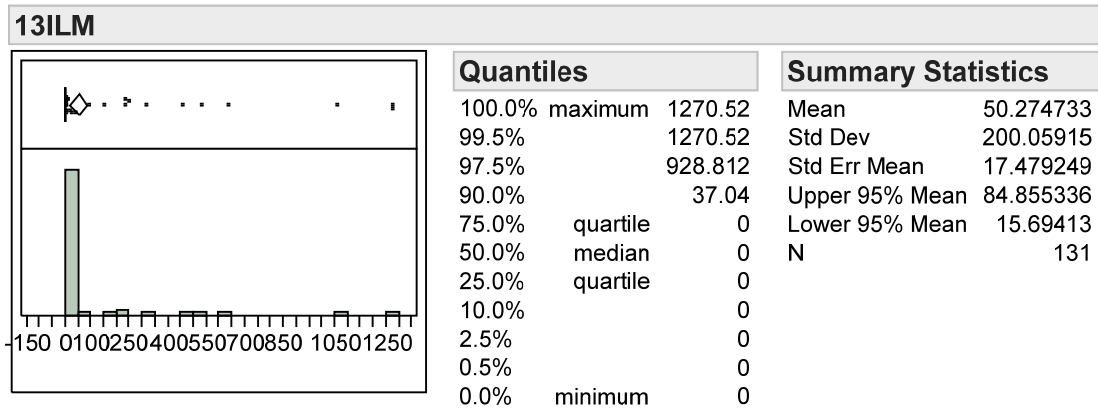 13ILM
-150 0100250400550700850 10501250
Quantiles
100.0% maximum 1270.52
99.5% 1270.52
97.5% 928.812
90.0% 37.04
75.0% quartile 0
50.0% median 0
25.0% quartile 0
10.0% 0
2.5% 0
0.5% 0
0.0% minimum 0
Summary Statistics
Mean 50.274733
Std Dev 200.05915
Std Err Mean 17.479249
Upper 95% Mean 84.855336
Lower 95% Mean 15.69413
N 131